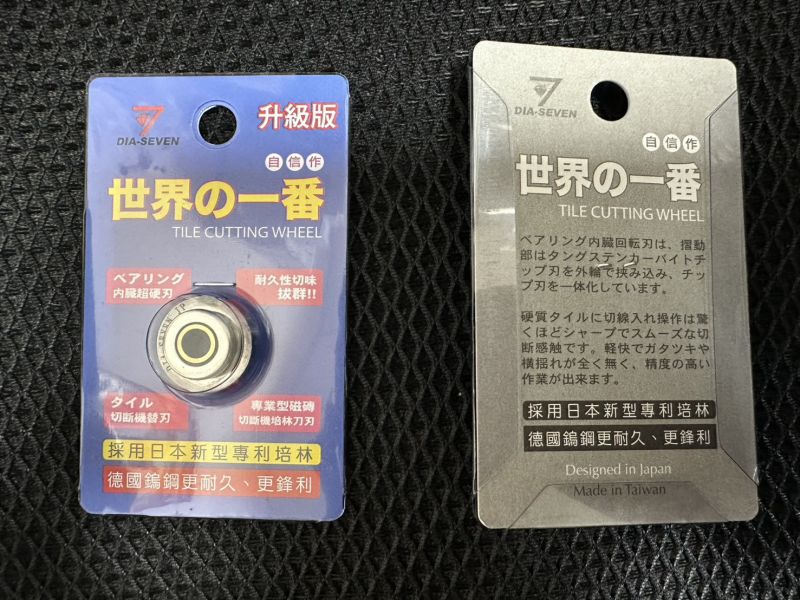 DIA-SEVEN
升級版
自信作
世界の一番
TILE CUTTING WHEEL
ベアリング
内臓超硬刃
耐久性切味
抜群!!
タイル
切断機替刃
專業型磁磚
切斷機培林刀刃
採用日本新型專利培林
德國鎢鋼更耐久、更鋒利
DIA-SEVEN
自信作
世界の一番
TILE CUTTING WHEEL
ベアリング内臓回転刃は、摺動
部はタングステンカーバイトチ
ップ刃を外輪で挟み込み、チッ
プ刃を一体化しています。
硬質タイルに切線入れ操作は驚
くほどシャープでスムーズな切
断感触です。軽快でガタツキや
横揺れが全く無く、精度の高い
作業が出来ます。
採用日本新型專利培林
德國鎢鋼更耐久、更鋒利
Designed in Japan
Made in Taiwan